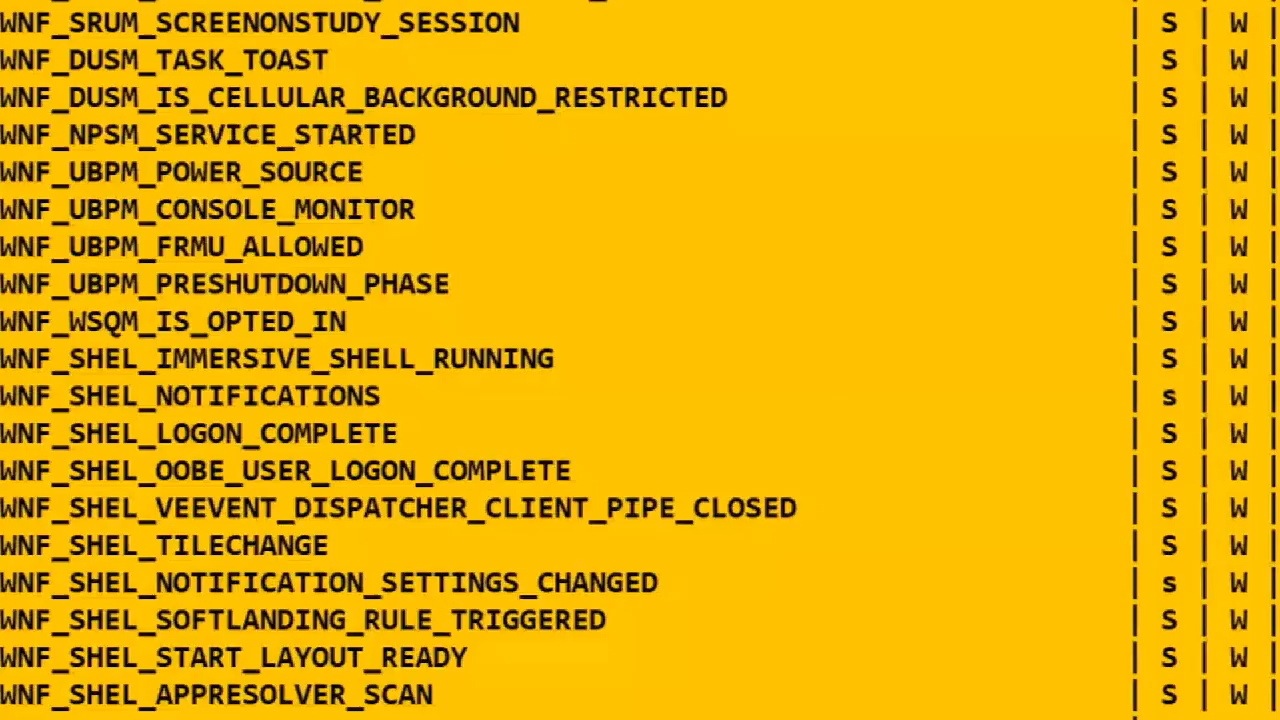 WNF_SRUM_SCREENONSTUDY_SESSION | S | W |
WNF_DUSM_TASK_TOAST | S | W |
WNF_DUSM_IS_CELLULAR_BACKGROUND_RESTRICTED | S | W |
WNF_NPSM_SERVICE_STARTED | S | W |
WNF_UBPM_POWER_SOURCE | S | W |
WNF_UBPM_CONSOLE_MONITOR | S | W |
WNF_UBPM_FRMU_ALLOWED | S | W |
WNF_UBPM_PRESHUTDOWN_PHASE | S | W |
WNF_WSQM_IS_OPTED_IN | S | W |
WNF_SHEL_IMMERSIVE_SHELL_RUNNING | S | W |
WNF_SHEL_NOTIFICATIONS | s | W |
WNF_SHEL_LOGON_COMPLETE | S | W |
WNF_SHEL_OOBE_USER_LOGON_COMPLETE | S | W |
WNF_SHEL_VEEVENT_DISPATCHER_CLIENT_PIPE_CLOSED | S | W |
WNF_SHEL_TILECHANGE | S | W |
WNF_SHEL_NOTIFICATION_SETTINGS_CHANGED | s | W |
WNF_SHEL_SOFTLANDING_RULE_TRIGGERED | S | W |
WNF_SHEL_START_LAYOUT_READY | S | W |
WNF_SHEL_APPRESOLVER_SCAN | S | W |